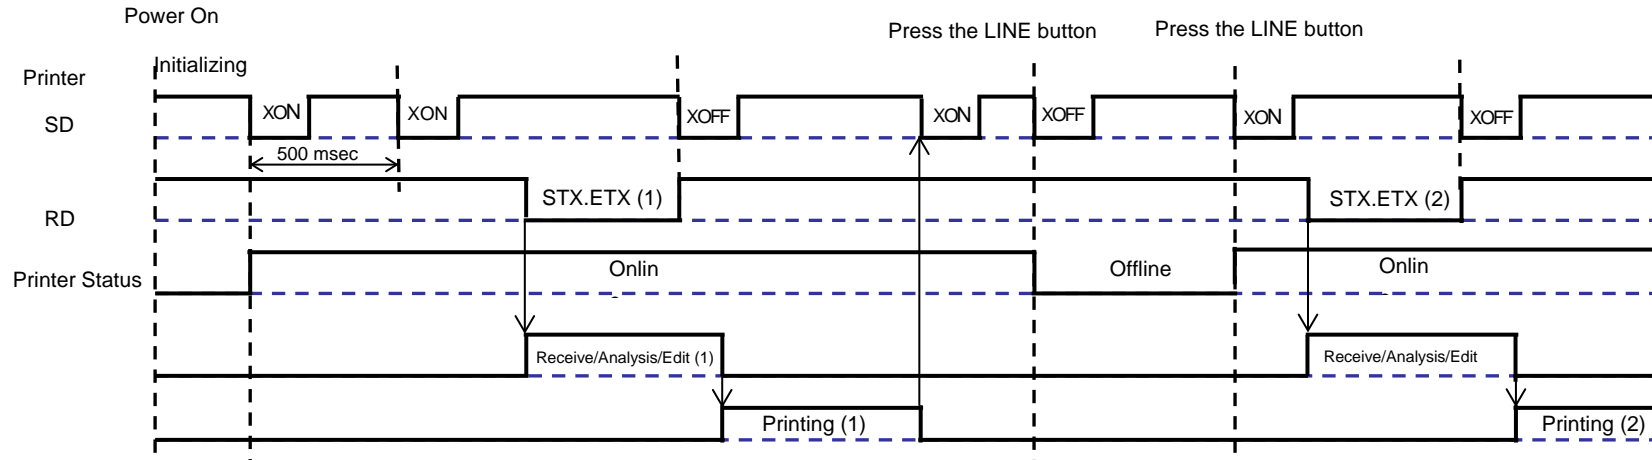 Power On
Press the LINE button
Press the LINE button
Initializing
Printer
SD
XON
XON
XOFF
XON
XOFF
XON
XOFF
500 msec
RD
STX.ETX (1)
STX.ETX (2)
Printer Status
Onlin
Offline
Onlin
Receive/Analysis/Edit (1)
Receive/Analysis/Edit
Printing (1)
Printing (2)